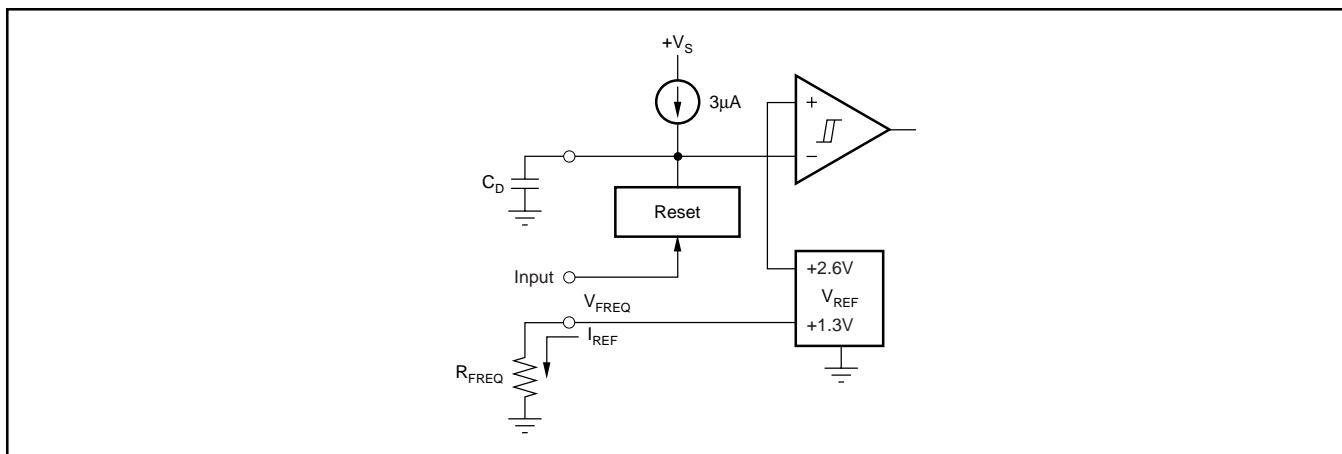 +V_S
3μA
+
−
C_D
Reset
+2.6V
Input
V_REF
V_FREQ
+1.3V
I_REF
R_FREQ